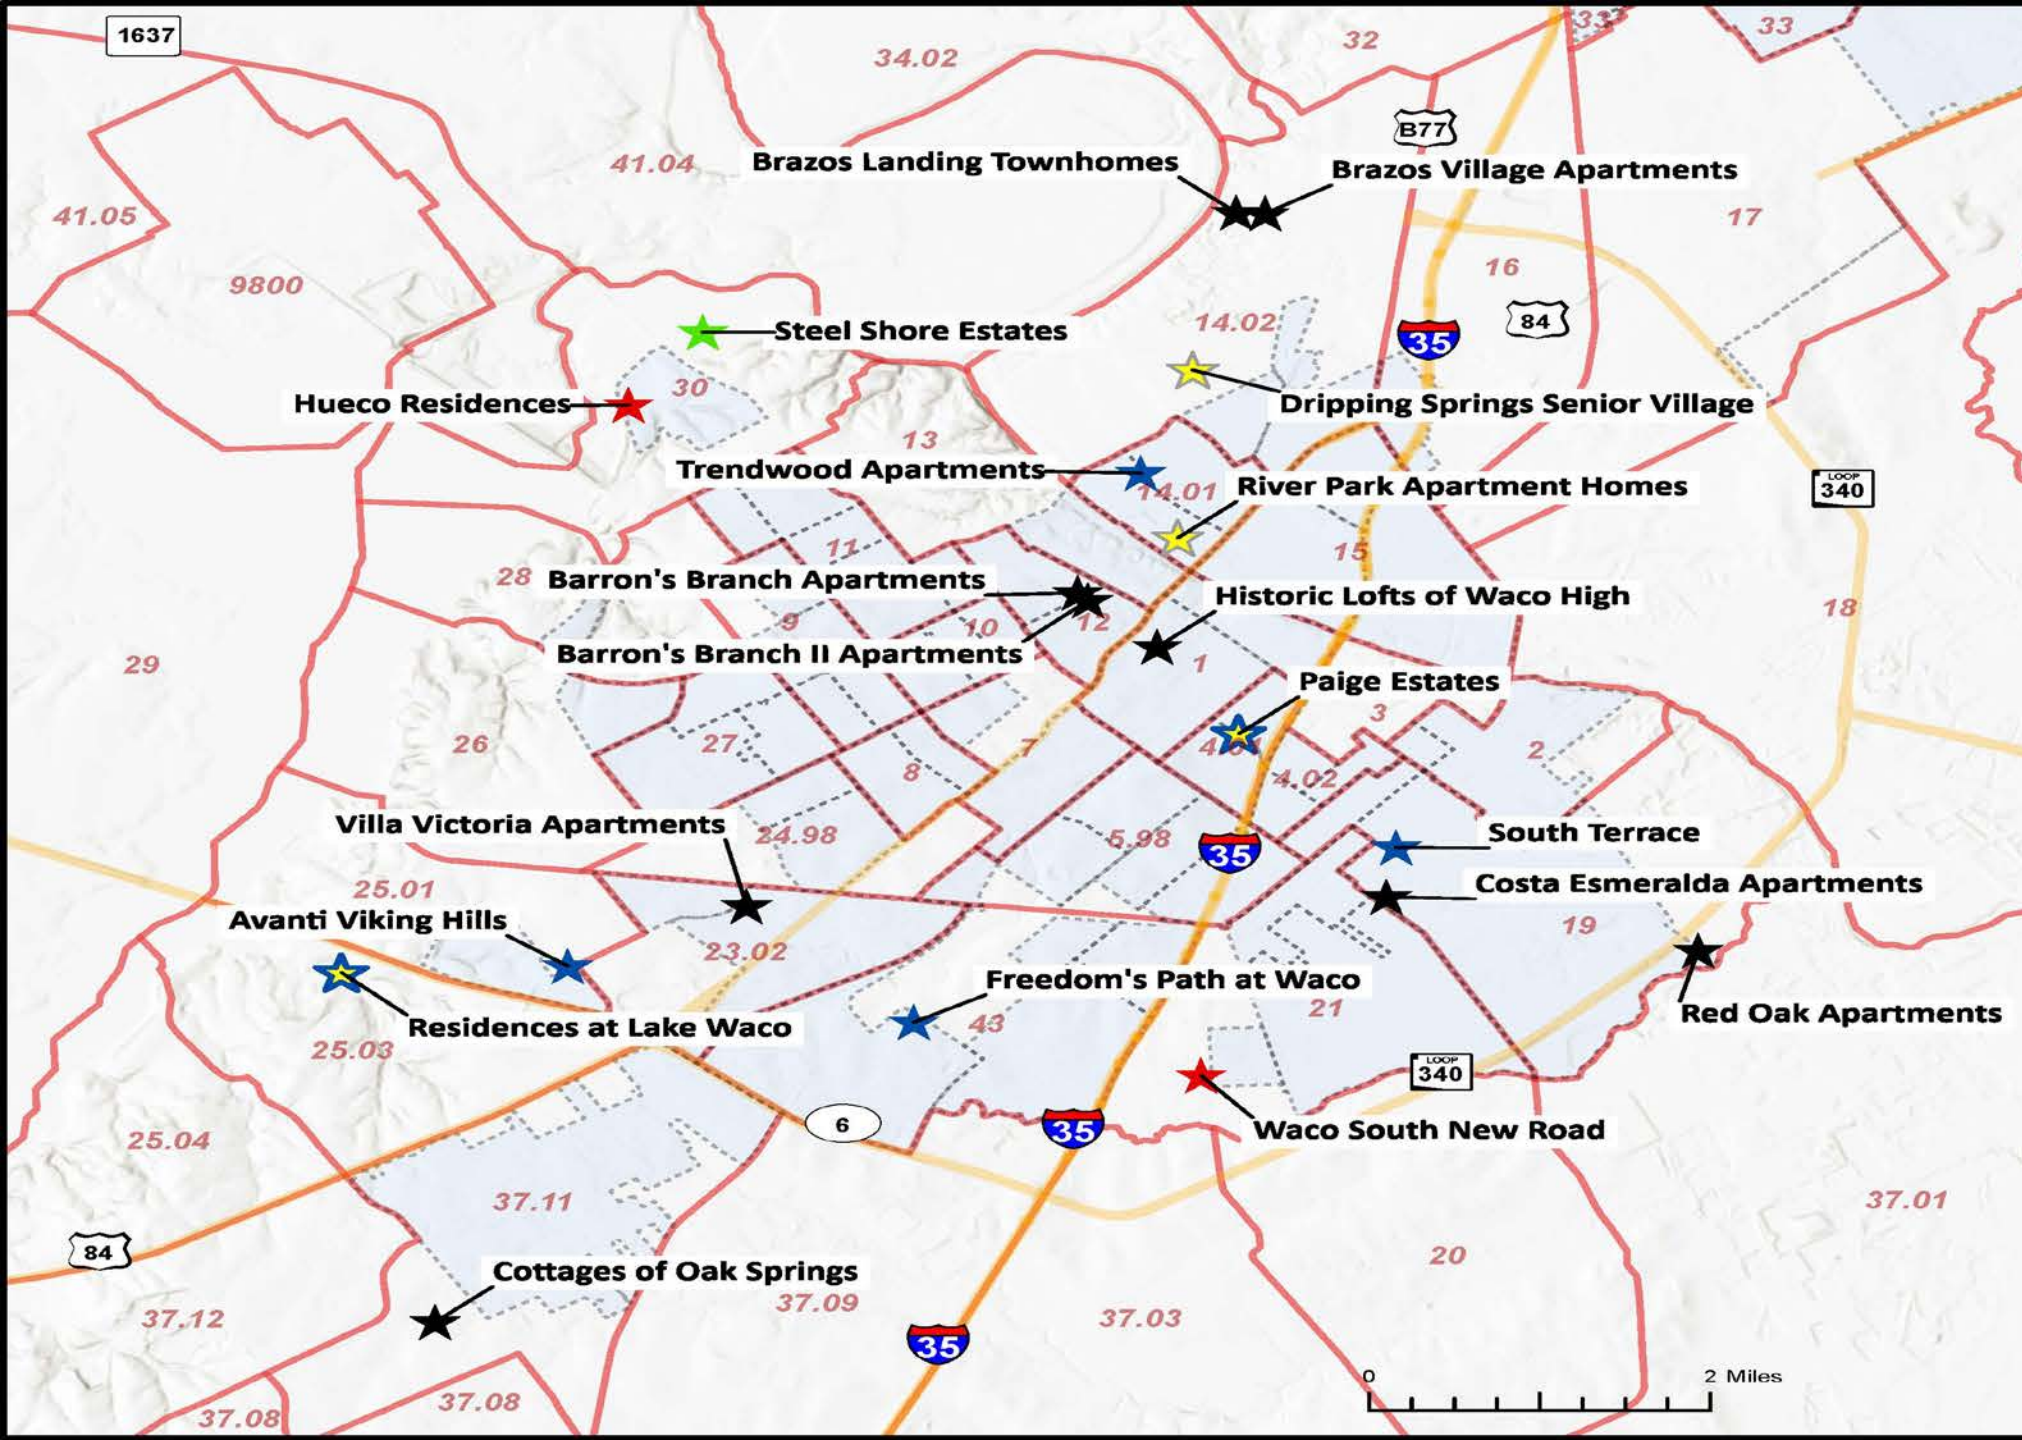 33
33
1637
32
34.02
B77
Brazos Landing Townhomes
41.04
Brazos Village Apartments
41.05
17
16
9800
84
14.02
Steel Shore Estates
35
30
Hueco Residences
Dripping Springs Senior Village
13
Trendwood Apartments
14.01
River Park Apartment Homes
LOOP
340
11
15
28
Barron's Branch Apartments
Historic Lofts of Waco High
18
9
10
12
Barron's Branch II Apartments
29
1
Paige Estates
3
26
27
7
4.01
2
8
4.02
Villa Victoria Apartments
24.98
5.98
South Terrace
35
25.01
Costa Esmeralda Apartments
Avanti Viking Hills
19
23.02
Freedom's Path at Waco
21
Red Oak Apartments
Residences at Lake Waco
43
25.03
LOOP
340
6
35
Waco South New Road
25.04
37.11
37.01
84
20
Cottages of Oak Springs
37.09
37.12
37.03
35
0
2 Miles
37.08
37.08